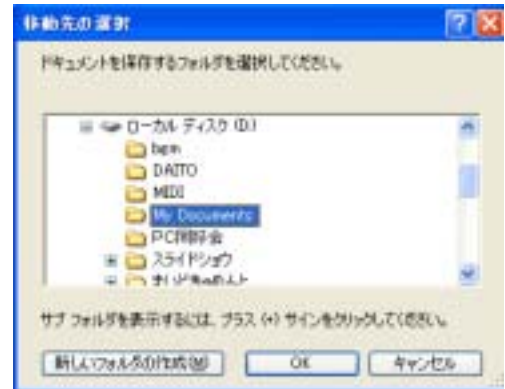 移動先の選択
ドキュメントを保存するフォルダを選択してください。
ローカル ディスク (D:)
bgm
DAITO
MIDI
My Documents
PC同好会
スライドショウ
サブ フォルダを表示するには、プラス (+) サインをクリックしてください。
新しいフォルダの作成(M) OK キャンセル